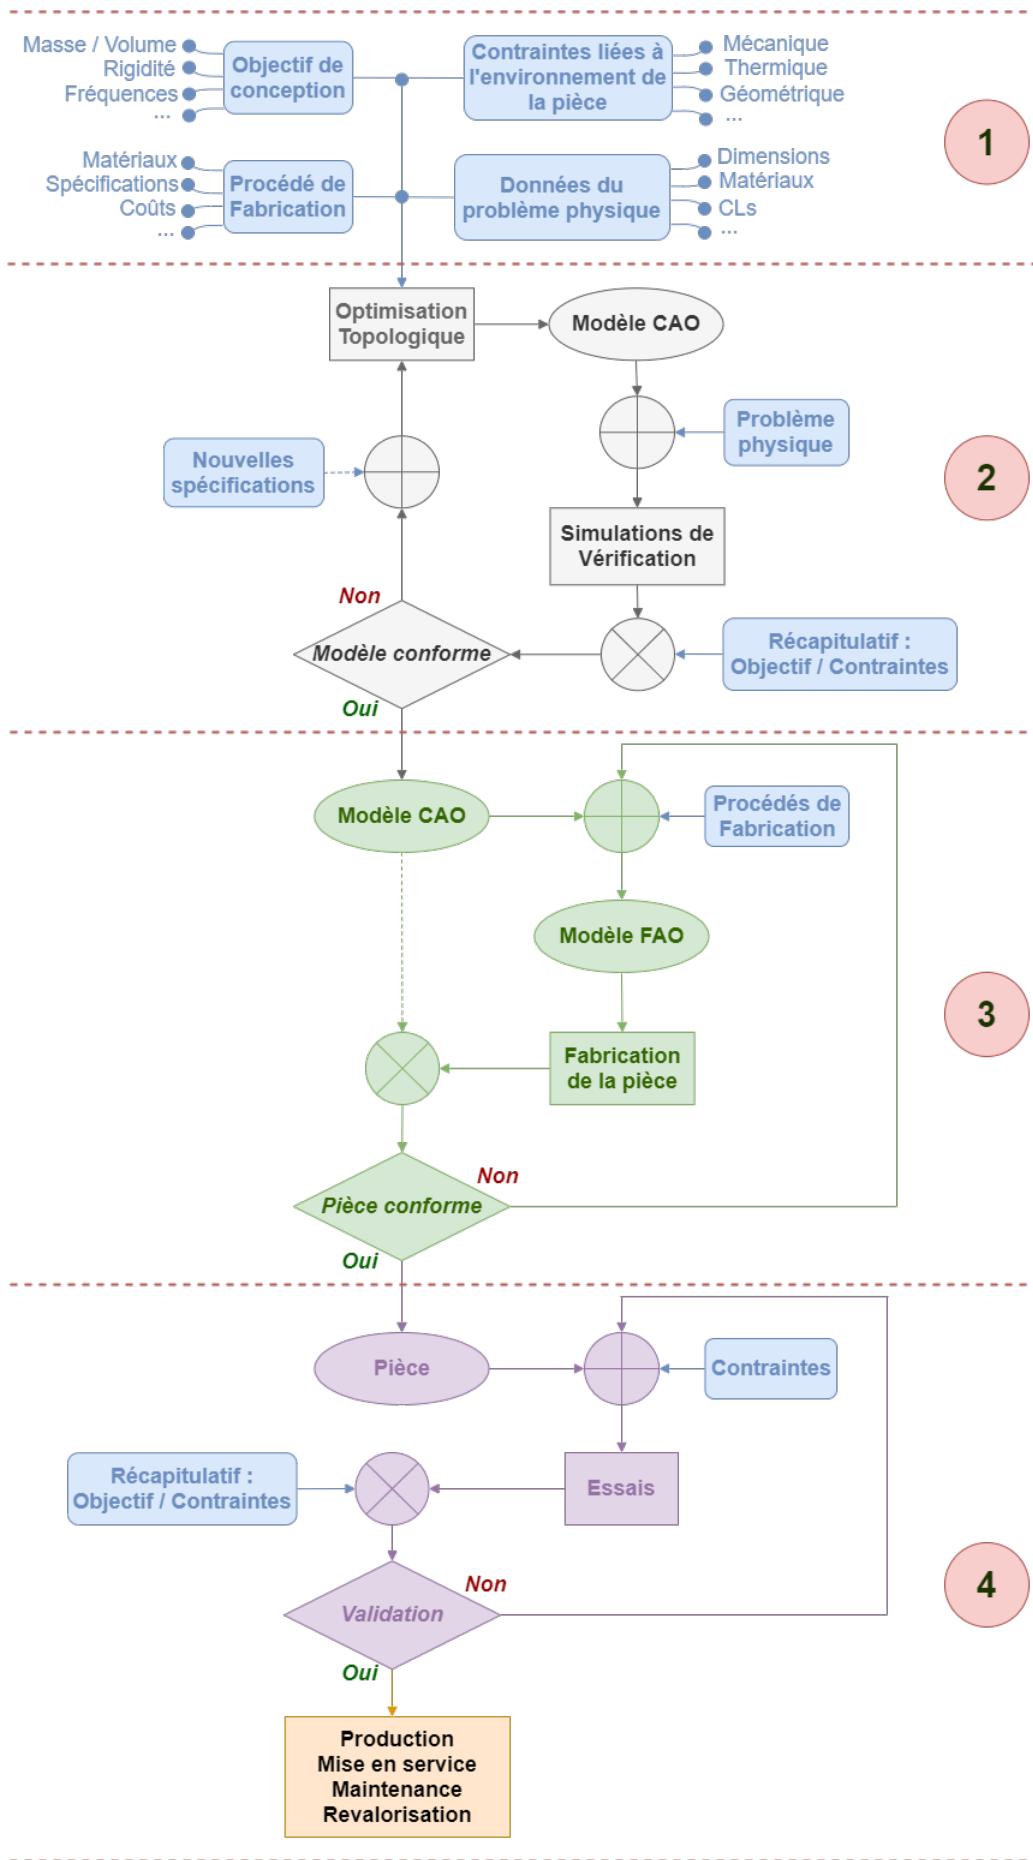 Masse / Volume
Rigidité
Fréquences
...
Objectif de
conception
Contraintes liées à
l'environnement de
la pièce
Mécanique
Thermique
Géométrique
...
1
Matériaux
Spécifications
Coûts
...
Procédé de
Fabrication
Données du
problème physique
Dimensions
Matériaux
CLs
...
Optimisation
Topologique
Modèle CAO
Nouvelles
spécifications
Problème
physique
2
Simulations de
Vérification
Non
Modèle conforme
Oui
Récapitulatif :
Objectif / Contraintes
Modèle CAO
Procédés de
Fabrication
Modèle FAO
3
Fabrication
de la pièce
Non
Pièce conforme
Oui
Pièce
Contraintes
Récapitulatif :
Objectif / Contraintes
Essais
4
Non
Validation
Oui
Production
Mise en service
Maintenance
Revalorisation